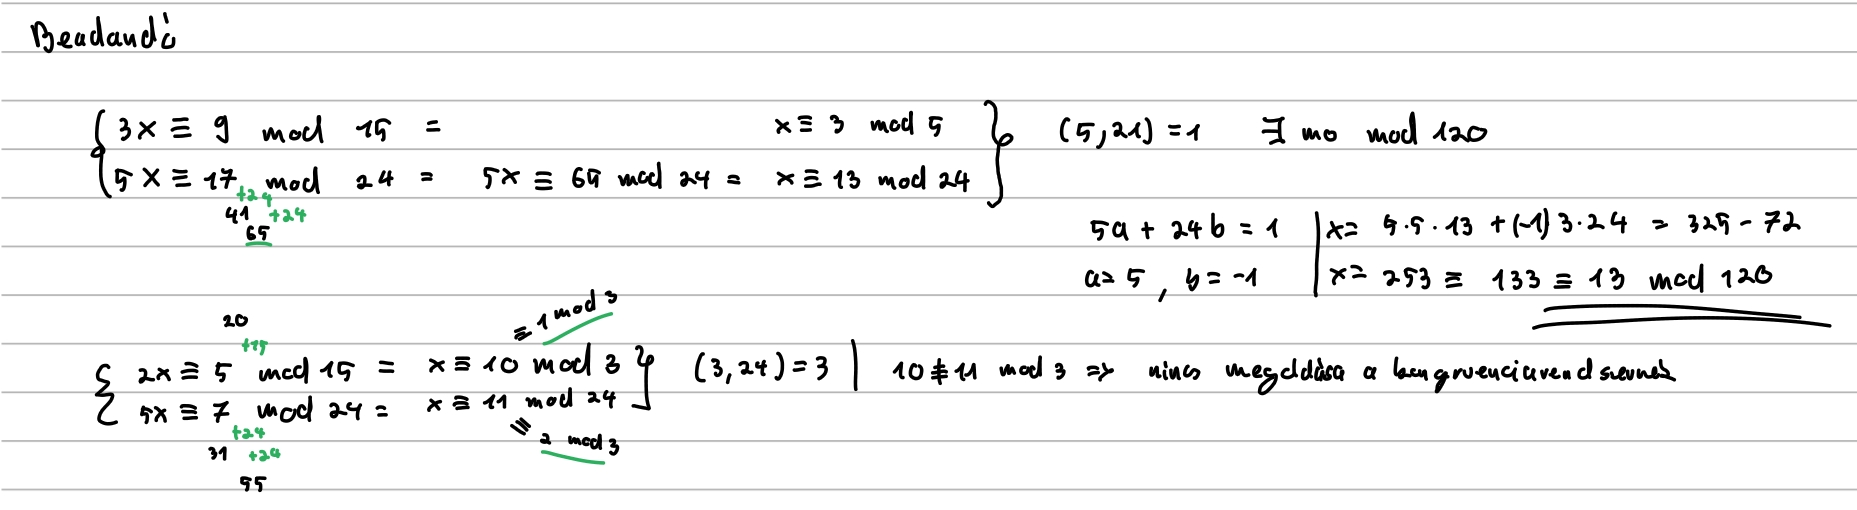 Beadandó
{ 3x ≡ 9 mod 15 = x ≡ 3 mod 5 } (5,21) = 1 ∃ mo mod 120
{ 5x ≡ 17 mod 24 = 5x ≡ 65 mod 24 = x ≡ 13 mod 24 }
+24
41 +24
65
5a + 24b = 1 | x = 5·5·13 + (-1)3·24 = 325 - 72
a = 5, b = -1 | x = 253 ≡ 133 ≡ 13 mod 120
≡ 1 mod 3
20
+15
{ 2x ≡ 5 mod 15 = x ≡ 10 mod 3 } (3,24) = 3 | 10 ≢ 11 mod 3 => nincs megoldása a kongruenciarendszernek
{ 5x ≡ 7 mod 24 = x ≡ 11 mod 24 }
≡ 2 mod 3
+24
31 +24
55